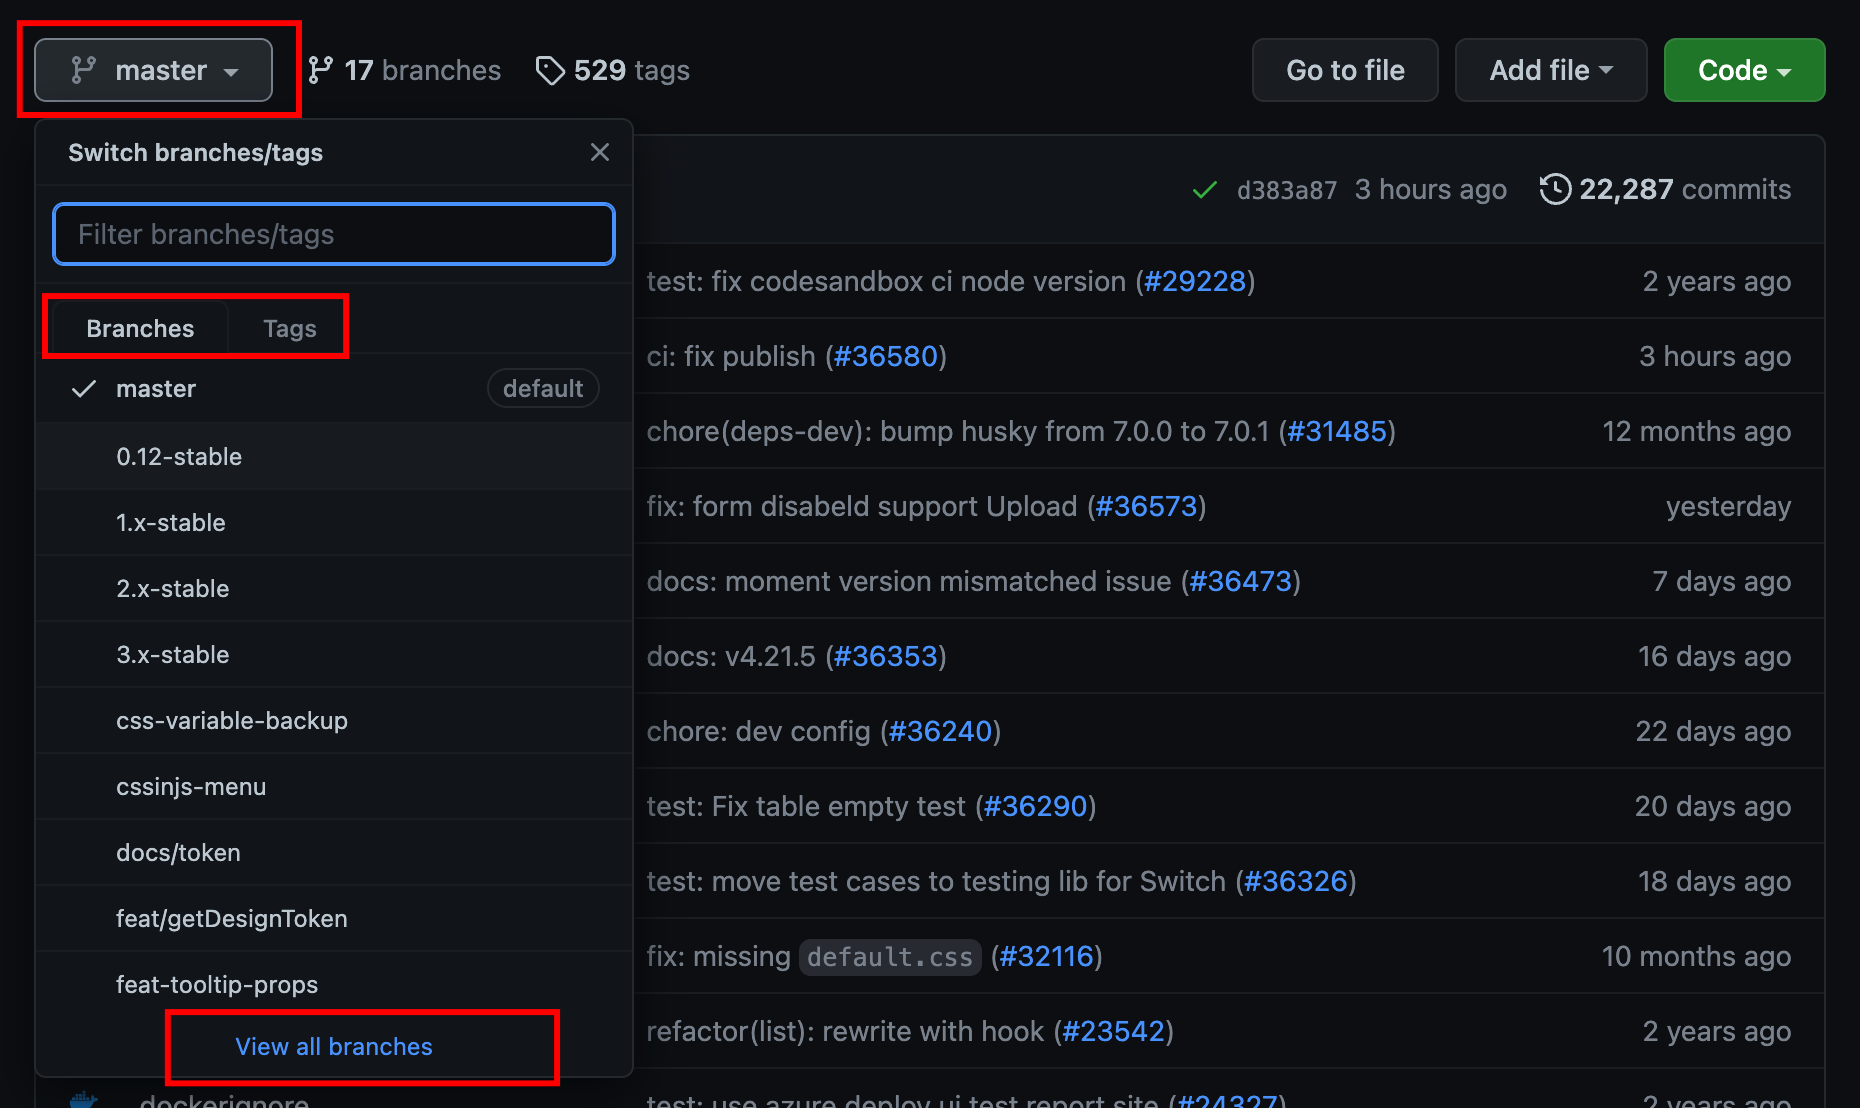 master 17 branches 529 tags Go to file Add file Code
Switch branches/tags
d383a87 3 hours ago 22,287 commits
Filter branches/tags
test: fix codesandbox ci node version (#29228) 2 years ago
Branches Tags
ci: fix publish (#36580) 3 hours ago
master default
chore(deps-dev): bump husky from 7.0.0 to 7.0.1 (#31485) 12 months ago
0.12-stable
fix: form disabeld support Upload (#36573) yesterday
1.x-stable
docs: moment version mismatched issue (#36473) 7 days ago
2.x-stable
docs: v4.21.5 (#36353) 16 days ago
3.x-stable
chore: dev config (#36240) 22 days ago
css-variable-backup
test: Fix table empty test (#36290) 20 days ago
cssinjs-menu
test: move test cases to testing lib for Switch (#36326) 18 days ago
docs/token
fix: missing default.css (#32116) 10 months ago
feat/getDesignToken
refactor(list): rewrite with hook (#23542) 2 years ago
feat-tooltip-props
View all branches
dockerignore test: use azure deploy ui test report site (#24327) 2 years ago